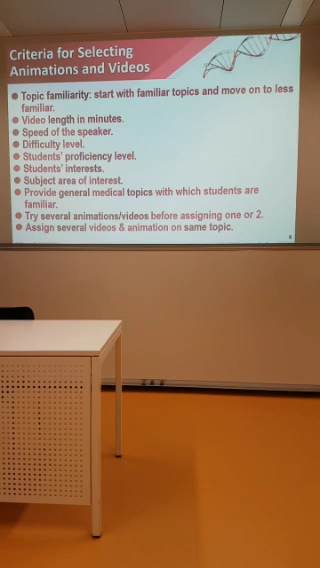 Criteria for Selecting
Animations and Videos
Topic familiarity: start with familiar topics and move on to less
familiar.
Video length in minutes.
Speed of the speaker.
Difficulty level.
Students' proficiency level.
Students' interests.
Subject area of interest.
Provide general medical topics with which students are
familiar.
Try several animations/videos before assigning one or 2.
Assign several videos & animation on same topic.